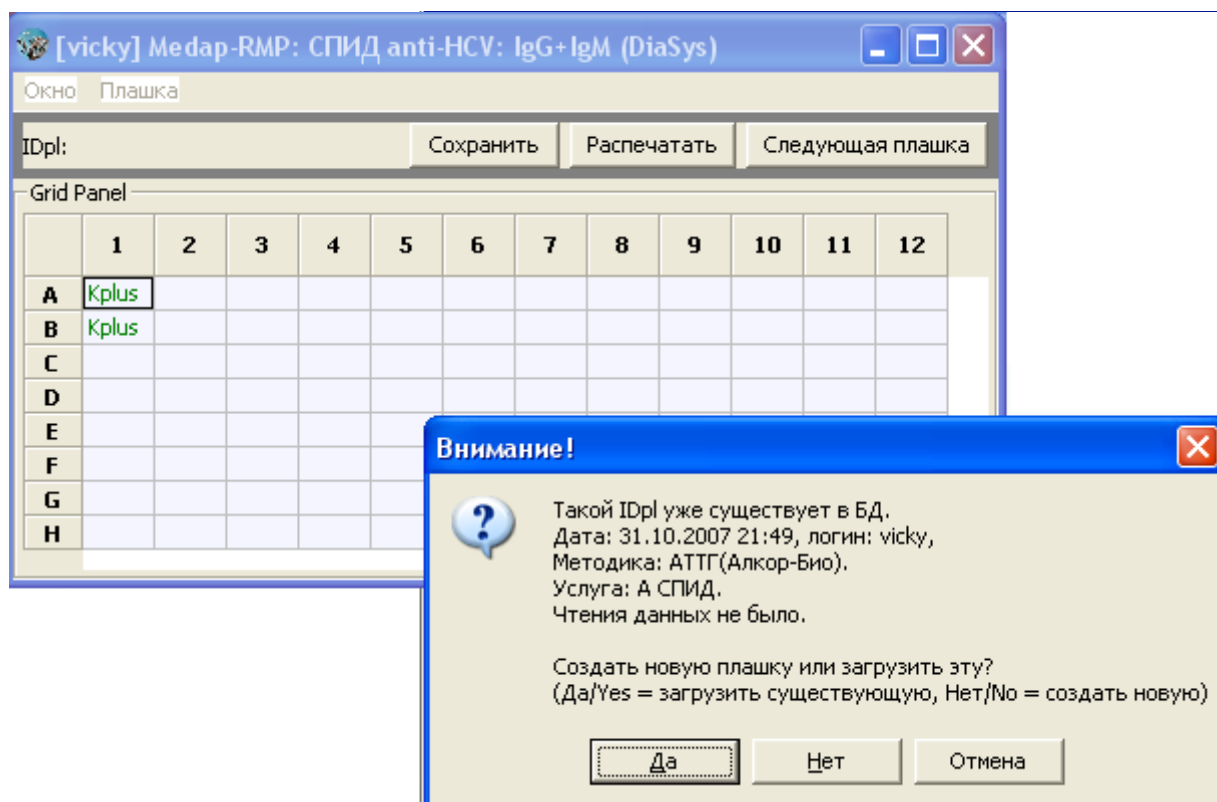 [vicky] Medap-RMP: СПИД anti-HCV: IgG+IgM (DiaSys)
Окно Плашка
IDpl: Сохранить Распечатать Следующая плашка
Grid Panel
1 2 3 4 5 6 7 8 9 10 11 12
A Kplus
B Kplus
C
D
E
F
G
H
Внимание!
Такой IDpl уже существует в БД.
Дата: 31.10.2007 21:49, логин: vicky,
Методика: АТТГ(Алкор-Био).
Услуга: А СПИД.
Чтения данных не было.
Создать новую плашку или загрузить эту?
(Да/Yes = загрузить существующую, Нет/No = создать новую)
Да Нет Отмена